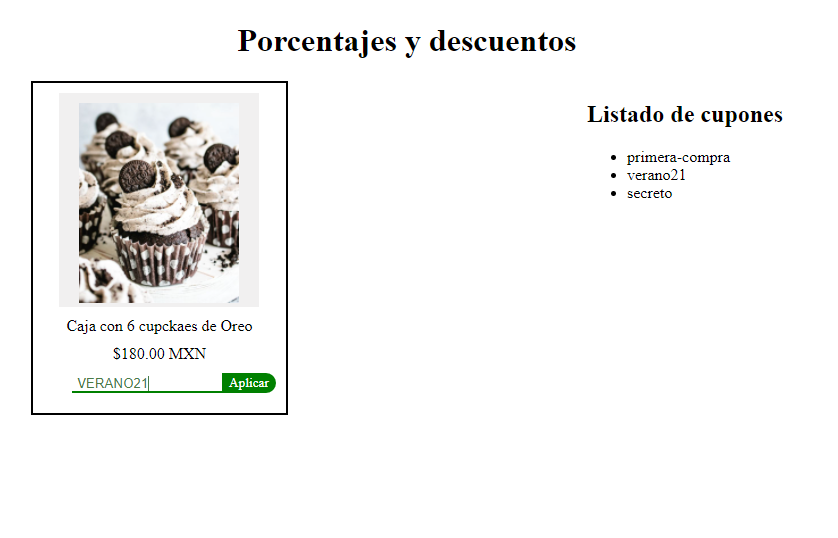 Porcentajes y descuentos
Caja con 6 cupckaes de Oreo
$180.00 MXN
VERANO21
Aplicar
Listado de cupones
primera-compra
verano21
secreto